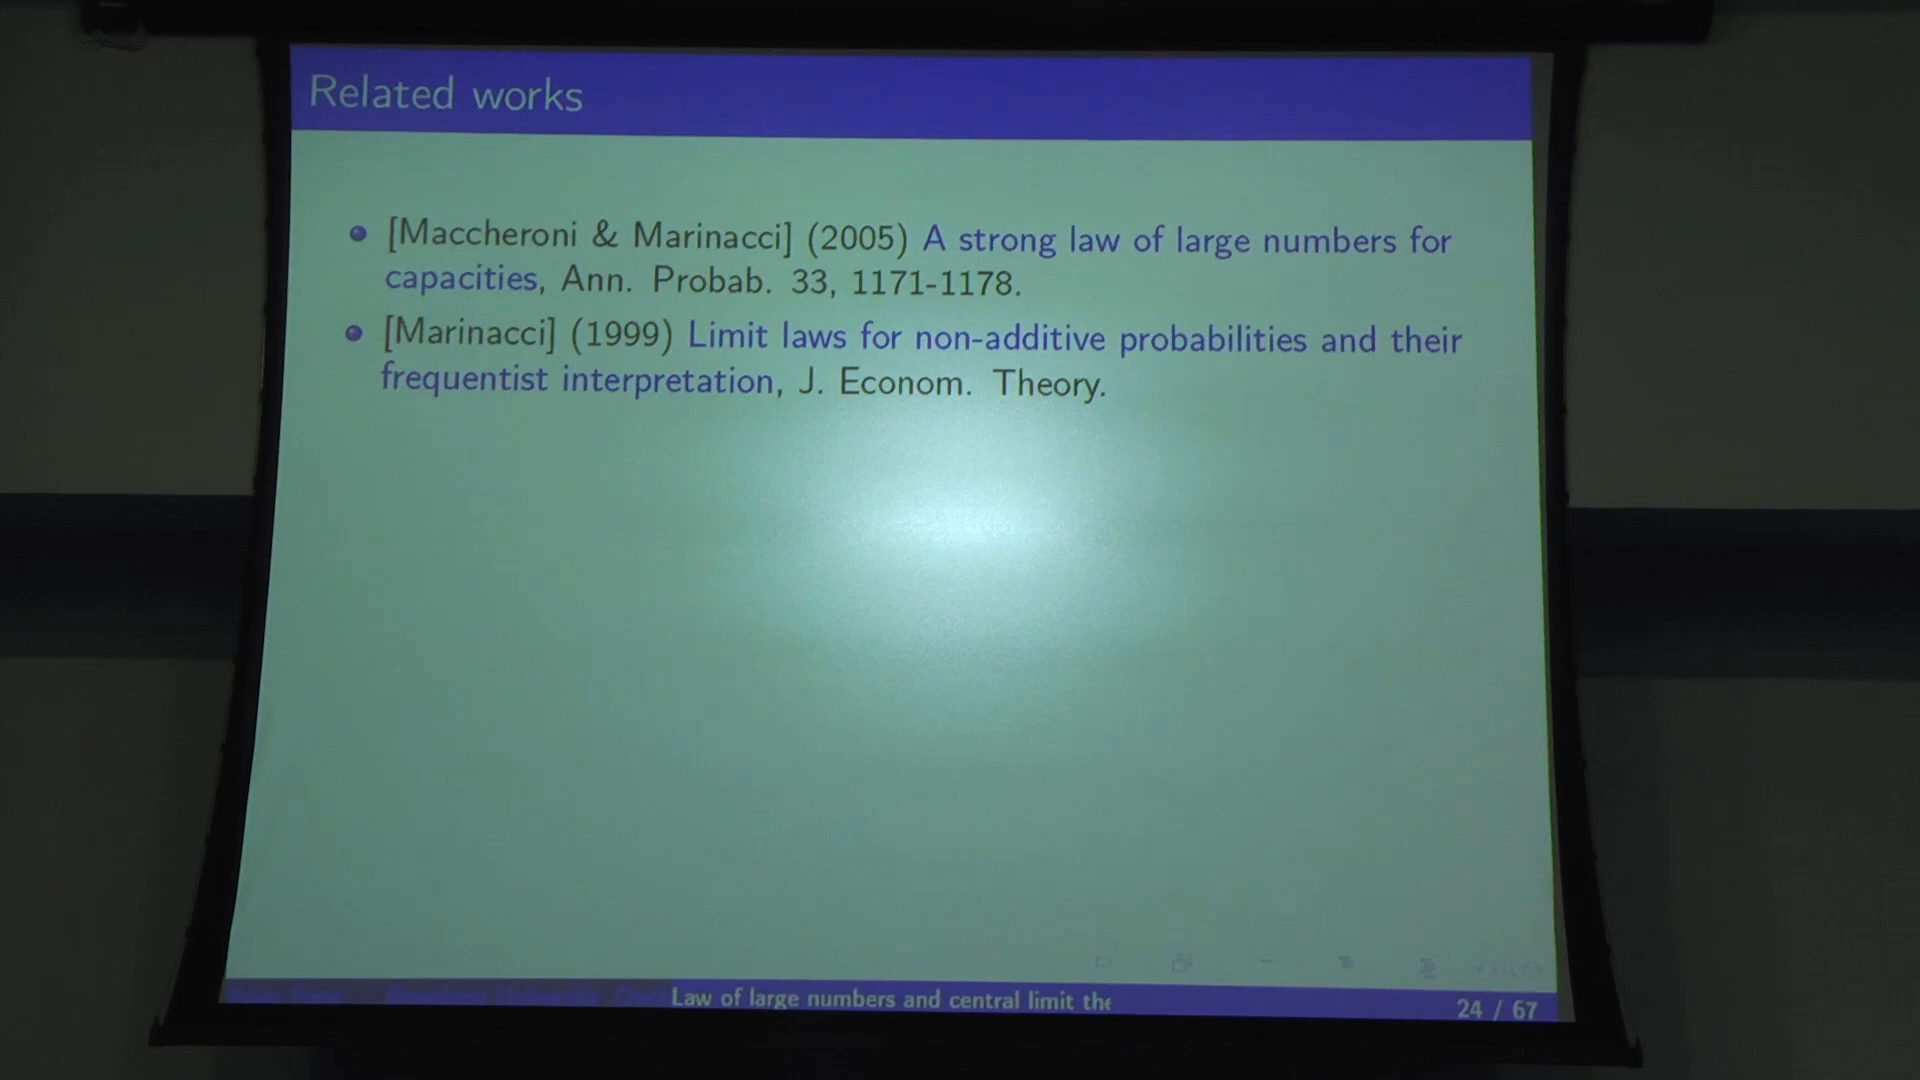 Related works
[Maccheroni & Marinacci] (2005) A strong law of large numbers for
capacities, Ann. Probab. 33, 1171-1178.
[Marinacci] (1999) Limit laws for non-additive probabilities and their
frequentist interpretation, J. Econom. Theory.
Law of large numbers and central limit the
24 / 67